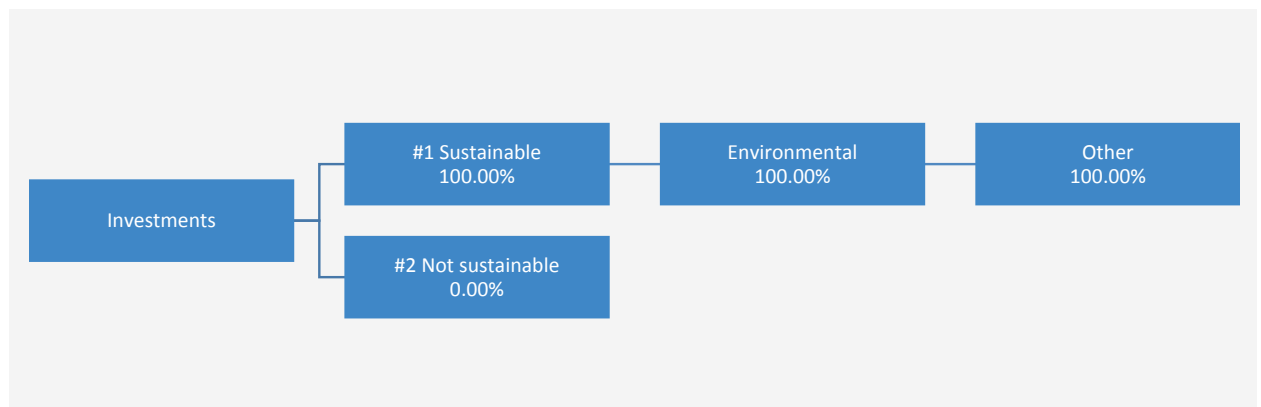 Investments
#1 Sustainable
100.00%
Environmental
100.00%
Other
100.00%
#2 Not sustainable
0.00%